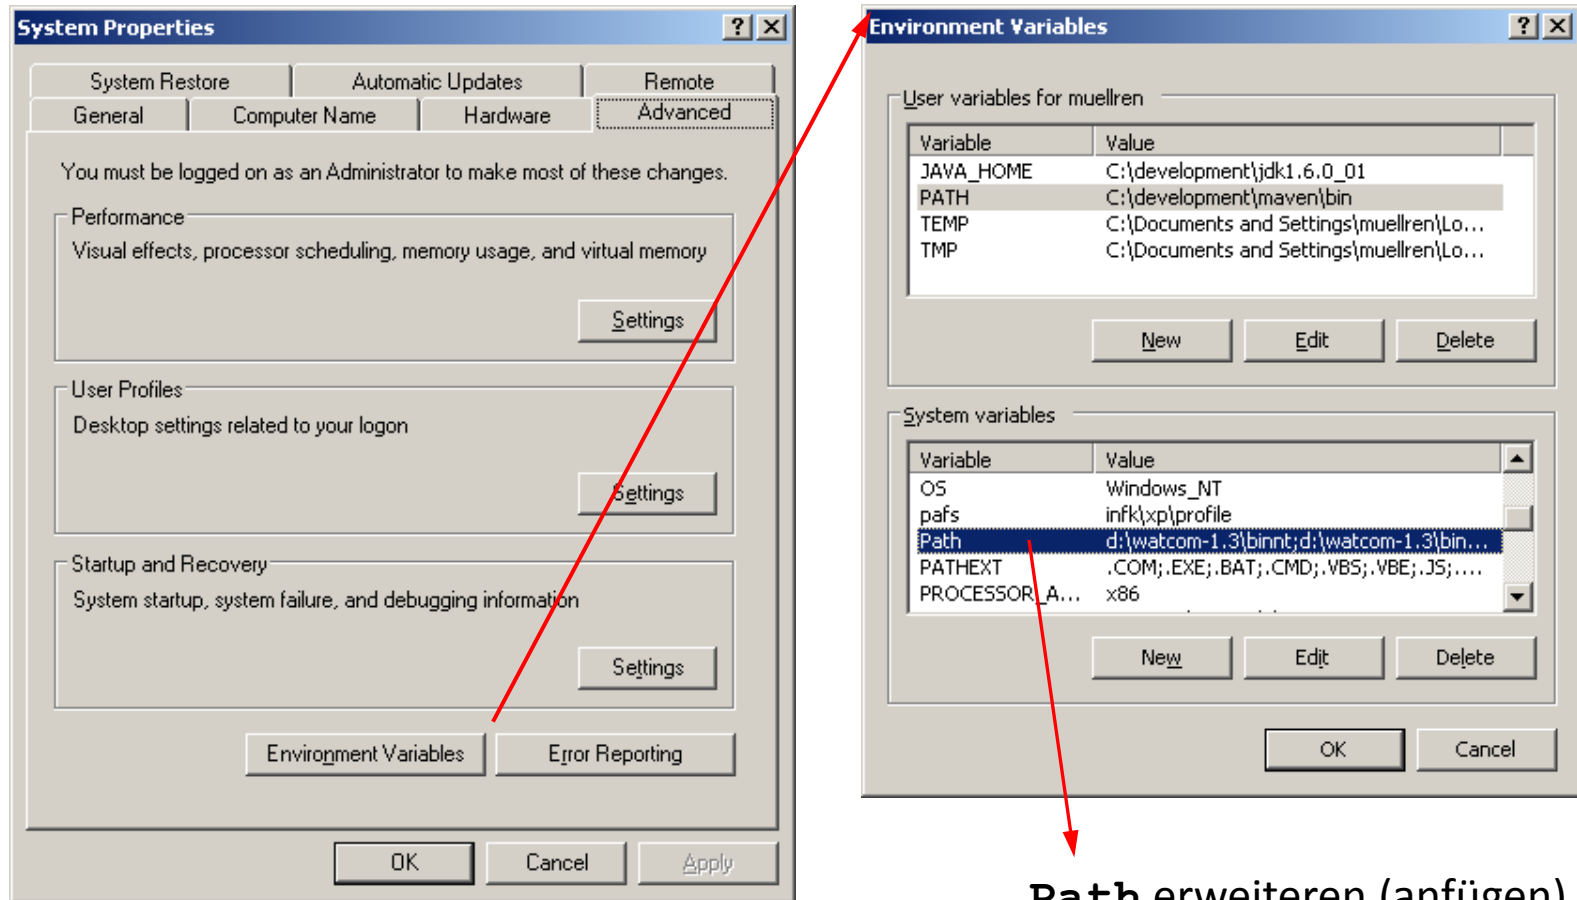 System Properties
System Restore
Automatic Updates
Remote
General
Computer Name
Hardware
Advanced
You must be logged on as an Administrator to make most of these changes.
Performance
Visual effects, processor scheduling, memory usage, and virtual memory
Settings
User Profiles
Desktop settings related to your logon
Settings
Startup and Recovery
System startup, system failure, and debugging information
Settings
Environment Variables
Error Reporting
OK
Cancel
Apply
Environment Variables
User variables for muellren
Variable Value
JAVA_HOME C:\development\jdk1.6.0_01
PATH C:\development\maven\bin
TEMP C:\Documents and Settings\muellren\Lo...
TMP C:\Documents and Settings\muellren\Lo...
New
Edit
Delete
System variables
Variable Value
OS Windows_NT
pafs infk\xp\profile
Path d:\watcom-1.3\binnt;d:\watcom-1.3\bin...
PATHEXT .COM;.EXE;.BAT;.CMD;.VBS;.VBE;.JS;....
PROCESSOR_A... x86
New
Edit
Delete
OK
Cancel
Path erweiteren (anfügen)